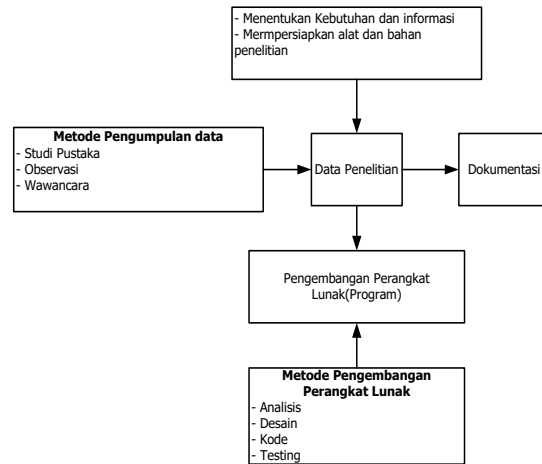 - Menentukan Kebutuhan dan informasi
- Mermpersiapkan alat dan bahan
penelitian
Metode Pengumpulan data
- Studi Pustaka
- Observasi
- Wawancara
Data Penelitian
Dokumentasi
Pengembangan Perangkat
Lunak(Program)
Metode Pengembangan
Perangkat Lunak
- Analisis
- Desain
- Kode
- Testing